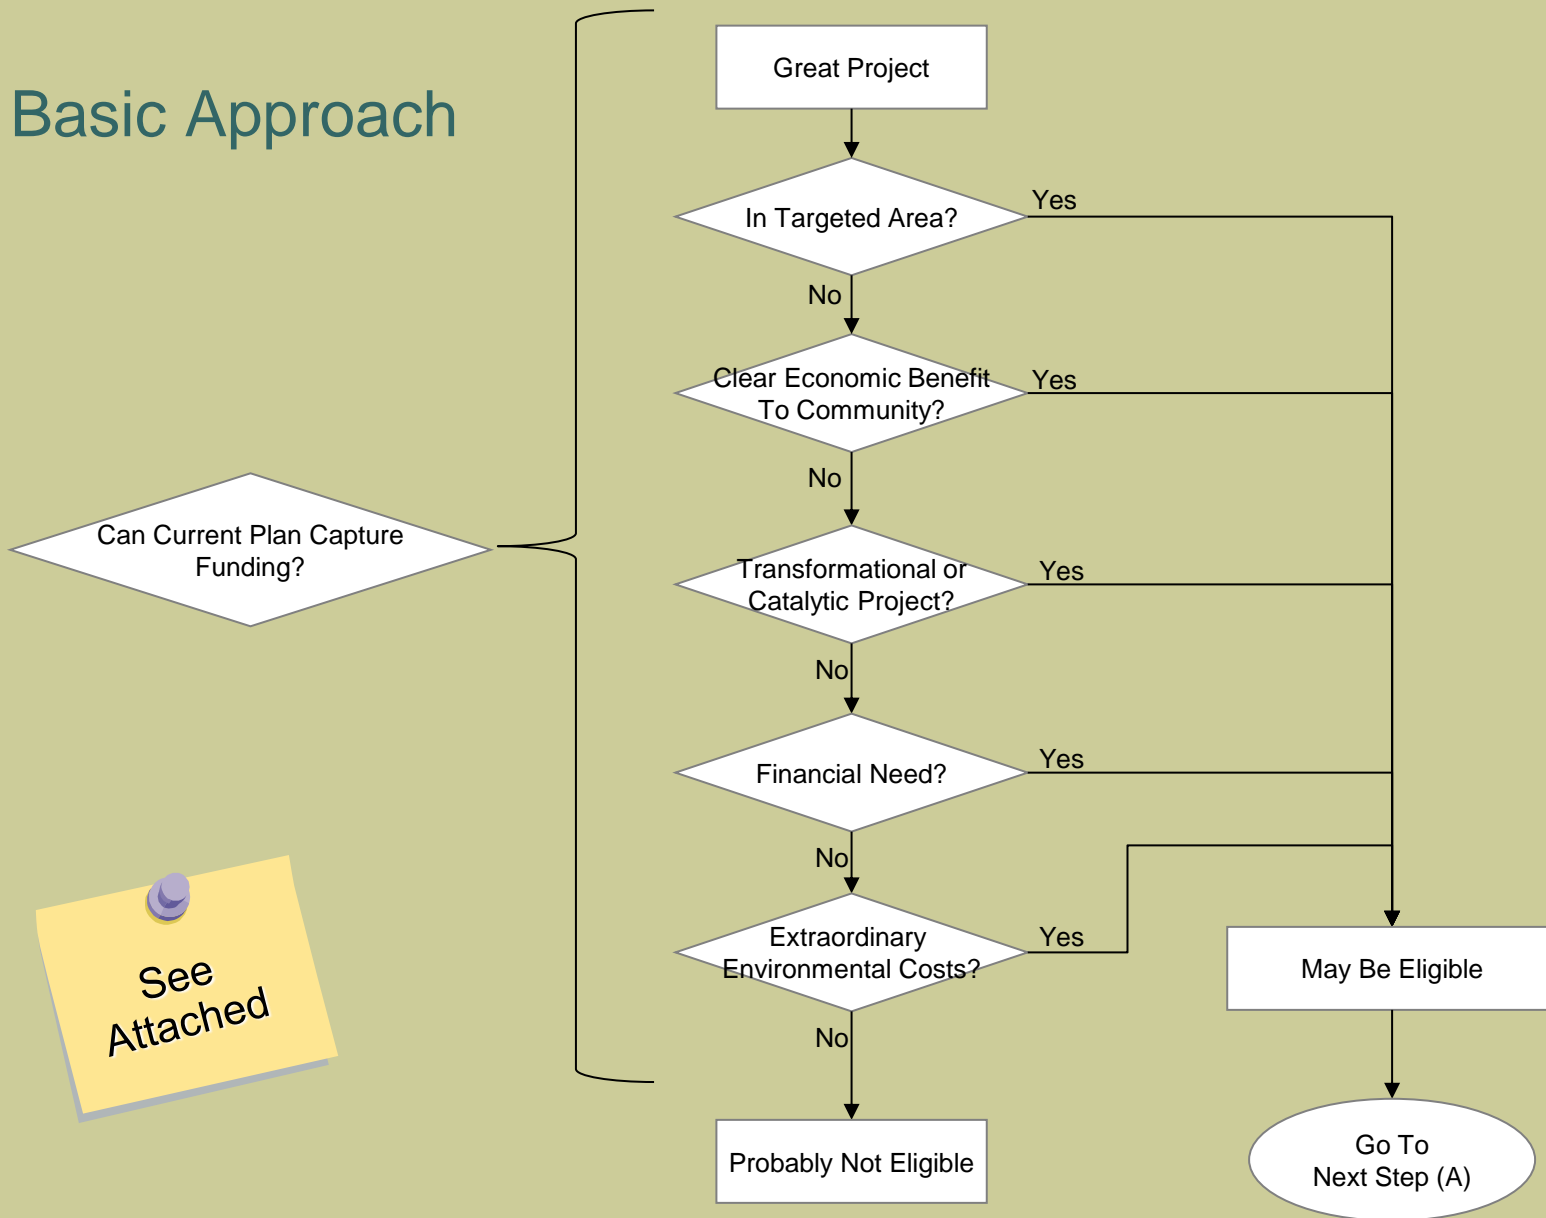 Basic Approach
Great Project
In Targeted Area?
Yes
No
Clear Economic Benefit
To Community?
Yes
No
Can Current Plan Capture
Funding?
Transformational or
Catalytic Project?
Yes
No
Financial Need?
Yes
No
Extraordinary
Environmental Costs?
Yes
No
May Be Eligible
See
Attached
Probably Not Eligible
Go To
Next Step (A)